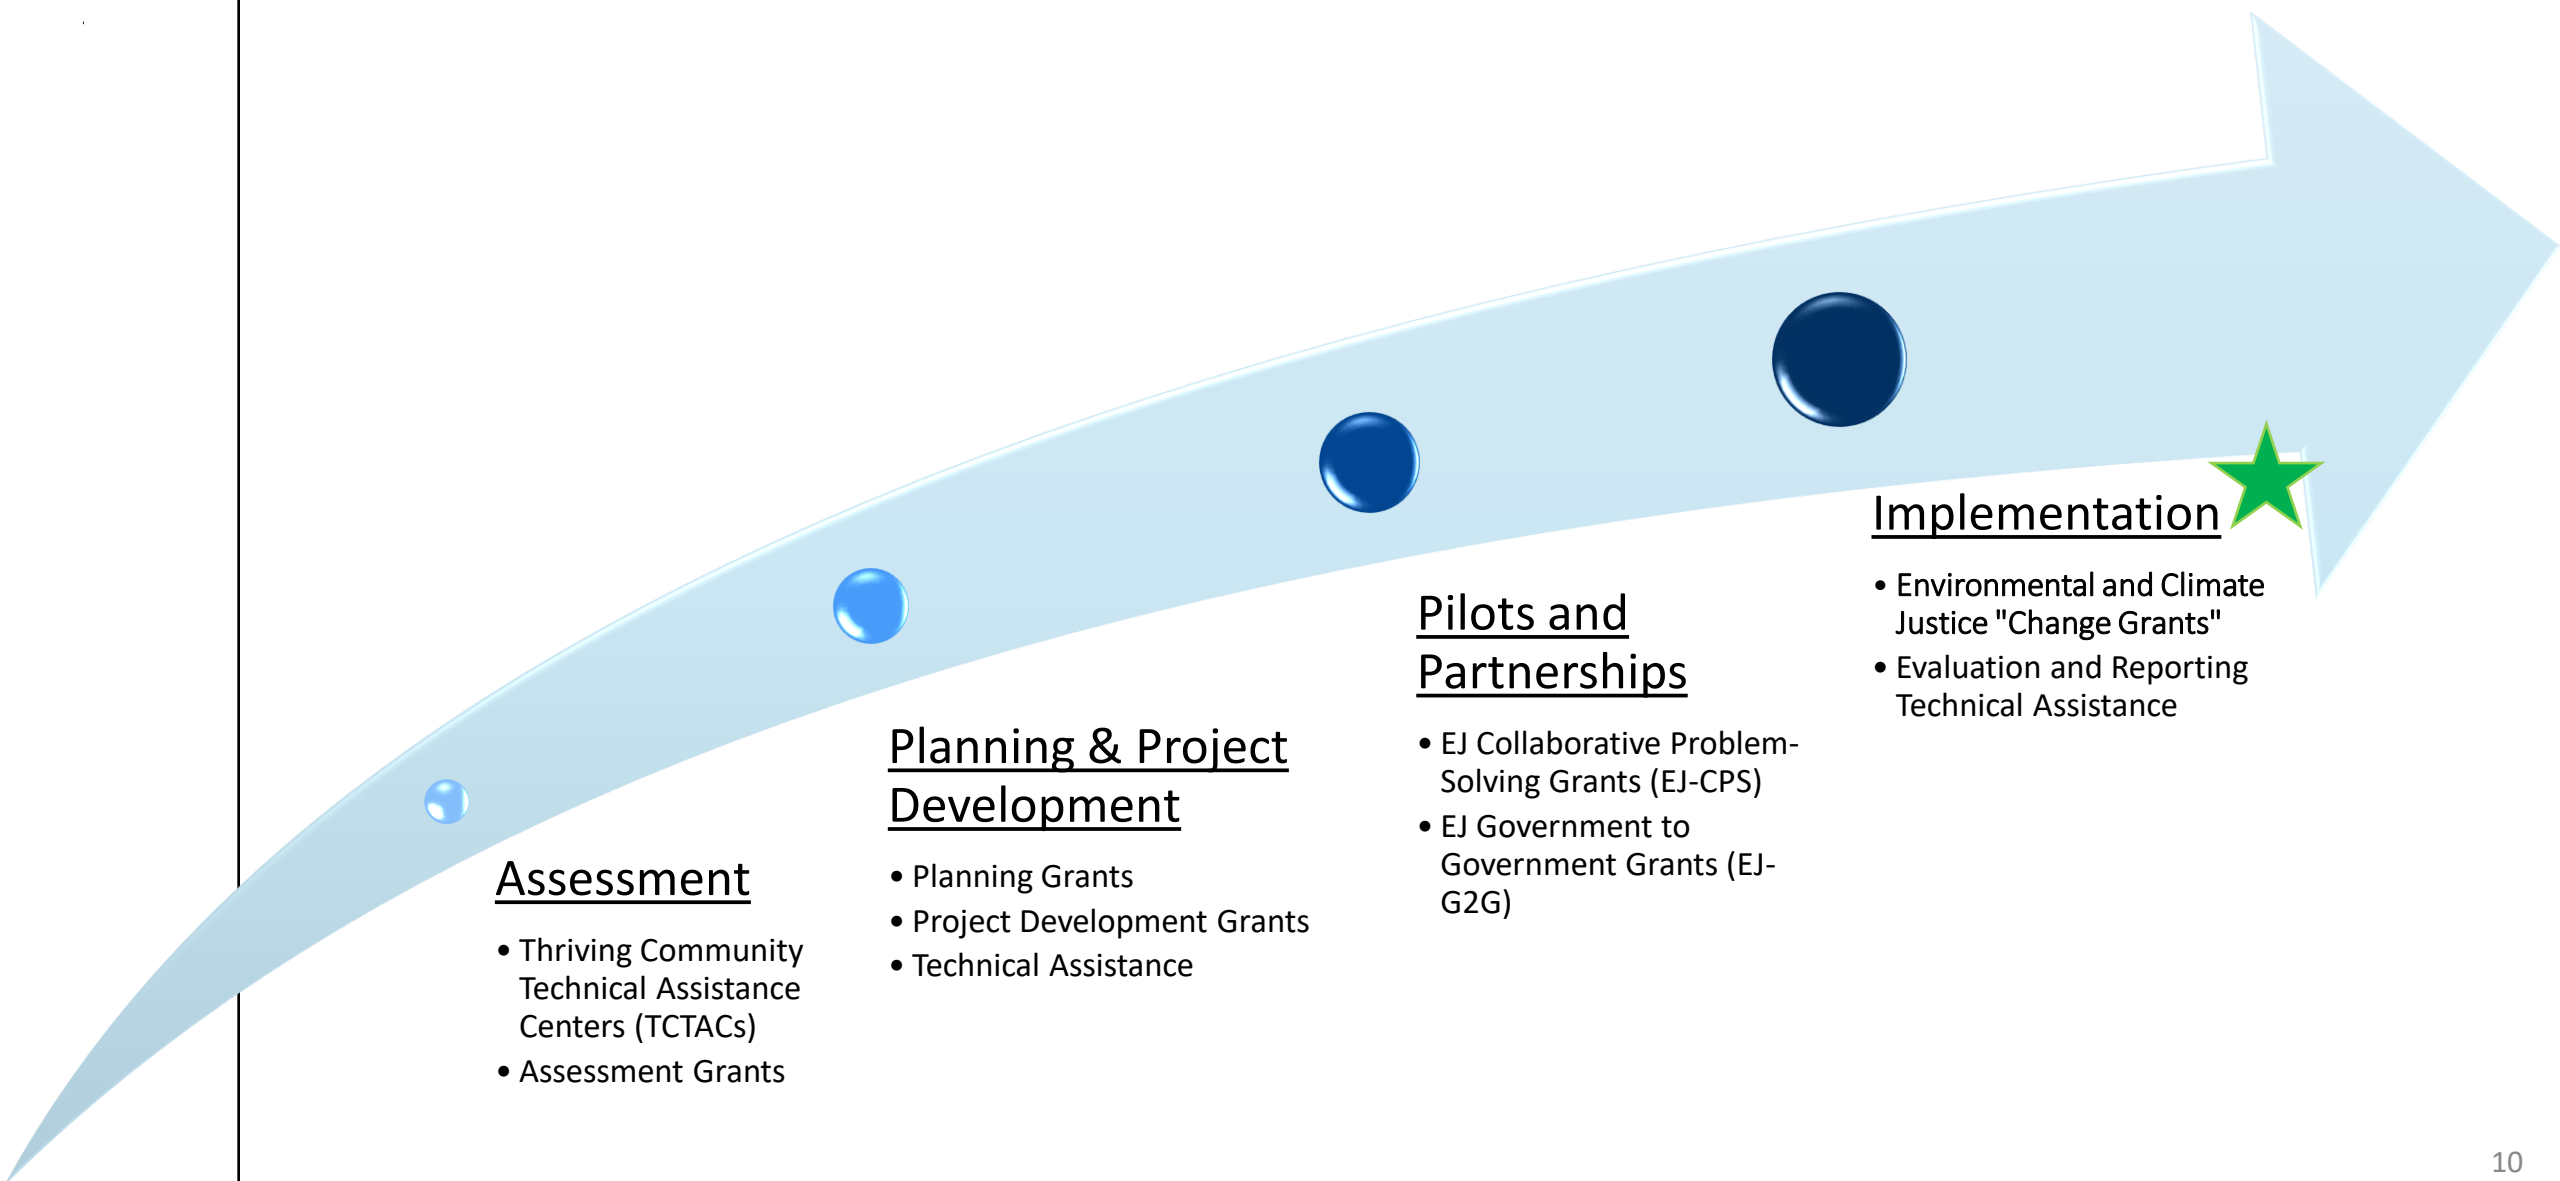 Assessment
• Thriving Community
Technical Assistance
Centers (TCTACs)
• Assessment Grants
Planning & Project
Development
• Planning Grants
• Project Development Grants
• Technical Assistance
Pilots and
Partnerships
• EJ Collaborative Problem-
Solving Grants (EJ-CPS)
• EJ Government to
Government Grants (EJ-
G2G)
Implementation
• Environmental and Climate
Justice "Change Grants"
• Evaluation and Reporting
Technical Assistance
10